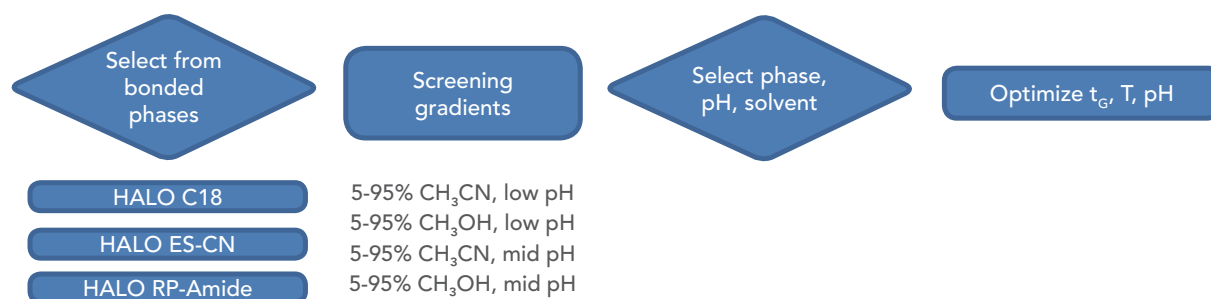 Select from
bonded
phases
Screening
gradients
Select phase,
pH, solvent
Optimize t_G, T, pH
HALO C18
HALO ES-CN
HALO RP-Amide
5-95% CH₃CN, low pH
5-95% CH₃OH, low pH
5-95% CH₃CN, mid pH
5-95% CH₃OH, mid pH